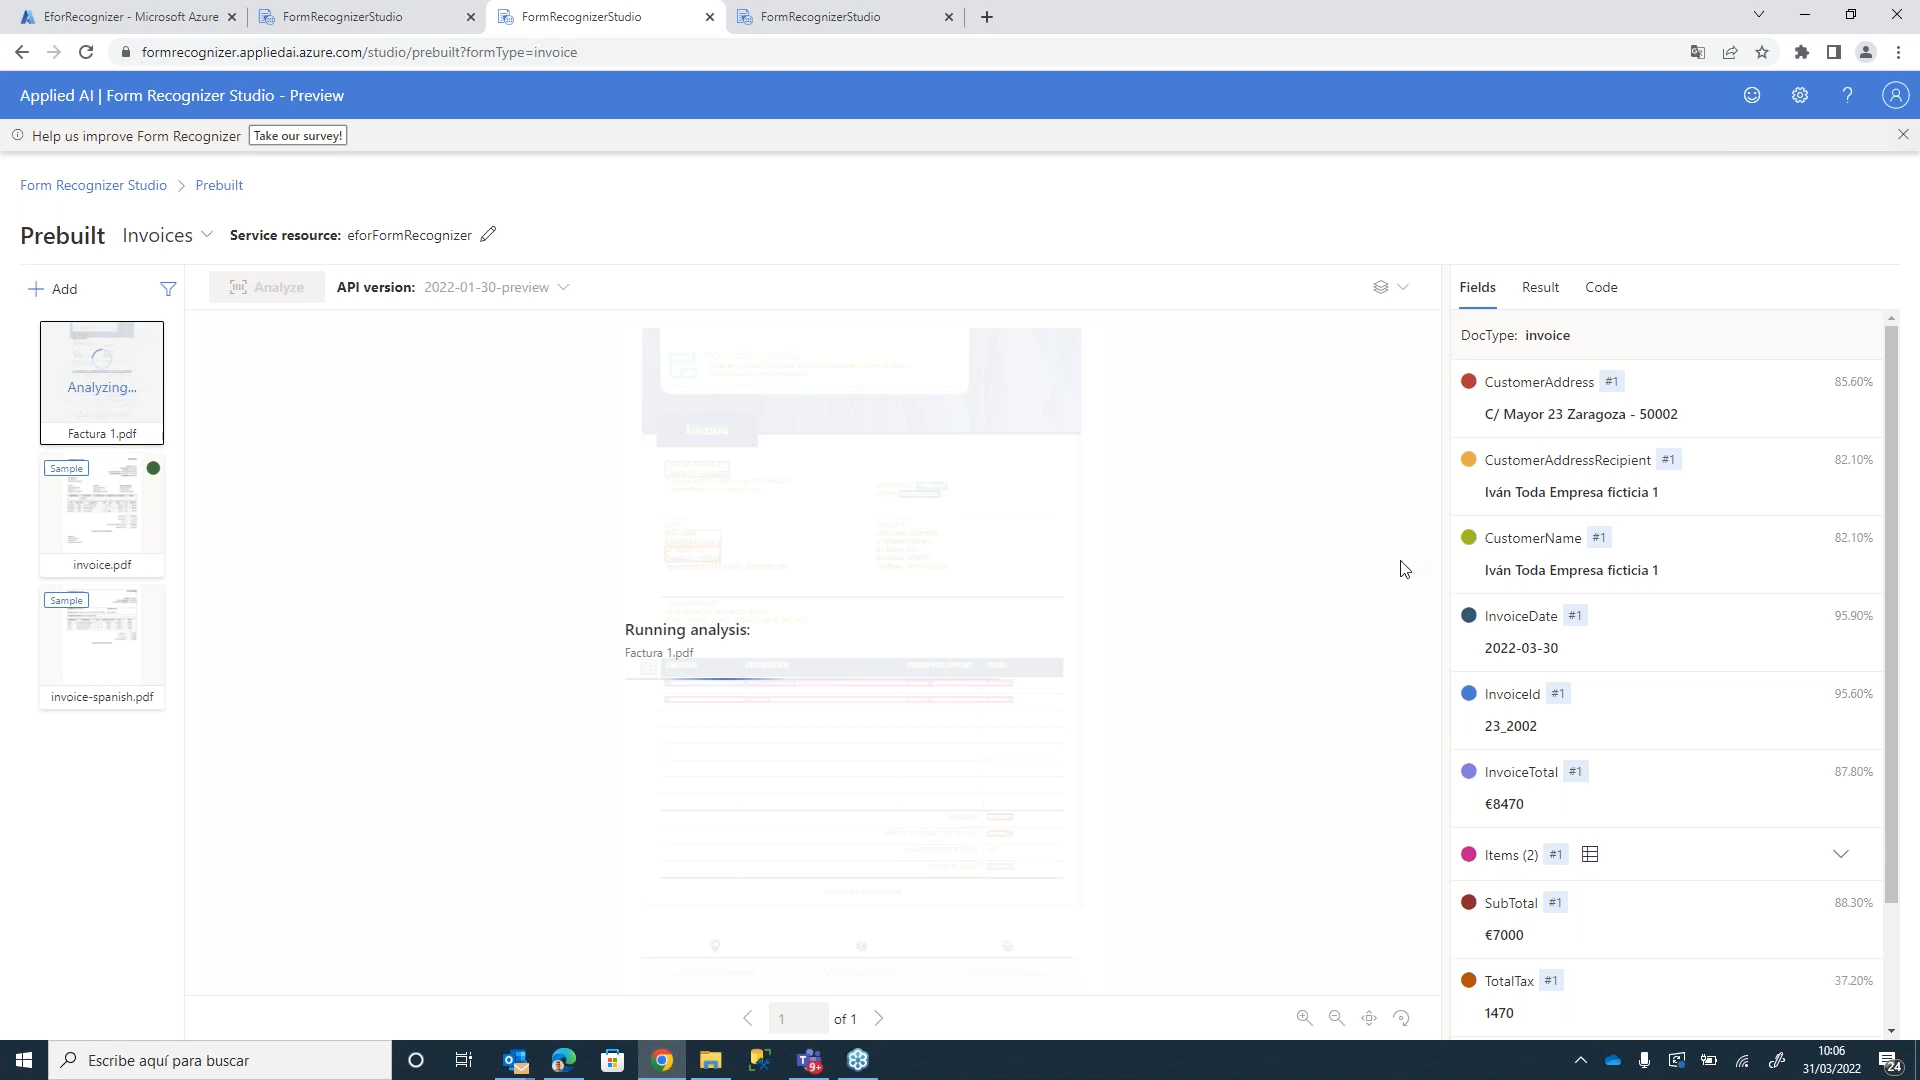 EforRecognizer - Microsoft Azure
FormRecognizerStudio
FormRecognizerStudio
FormRecognizerStudio
formrecognizer.appliedai.azure.com/studio/prebuilt?formType=invoice
Applied AI | Form Recognizer Studio - Preview
Help us improve Form Recognizer
Take our survey!
Form Recognizer Studio > Prebuilt
Prebuilt Invoices
Service resource: eforFormRecognizer
Add
Analyze
API version: 2022-01-30-preview
Fields Result Code
Analyzing...
Factura 1.pdf
Sample
invoice.pdf
Sample
invoice-spanish.pdf
Factura
Running analysis:
Factura 1.pdf
1 of 1
DocType: invoice
CustomerAddress #1 85.60%
C/ Mayor 23 Zaragoza - 50002
CustomerAddressRecipient #1 82.10%
Iván Toda Empresa ficticia 1
CustomerName #1 82.10%
Iván Toda Empresa ficticia 1
InvoiceDate #1 95.90%
2022-03-30
InvoiceId #1 95.60%
23_2002
InvoiceTotal #1 87.80%
€8470
Items (2) #1
SubTotal #1 88.30%
€7000
TotalTax #1 37.20%
1470
Escribe aquí para buscar
9+
10:06
31/03/2022
24